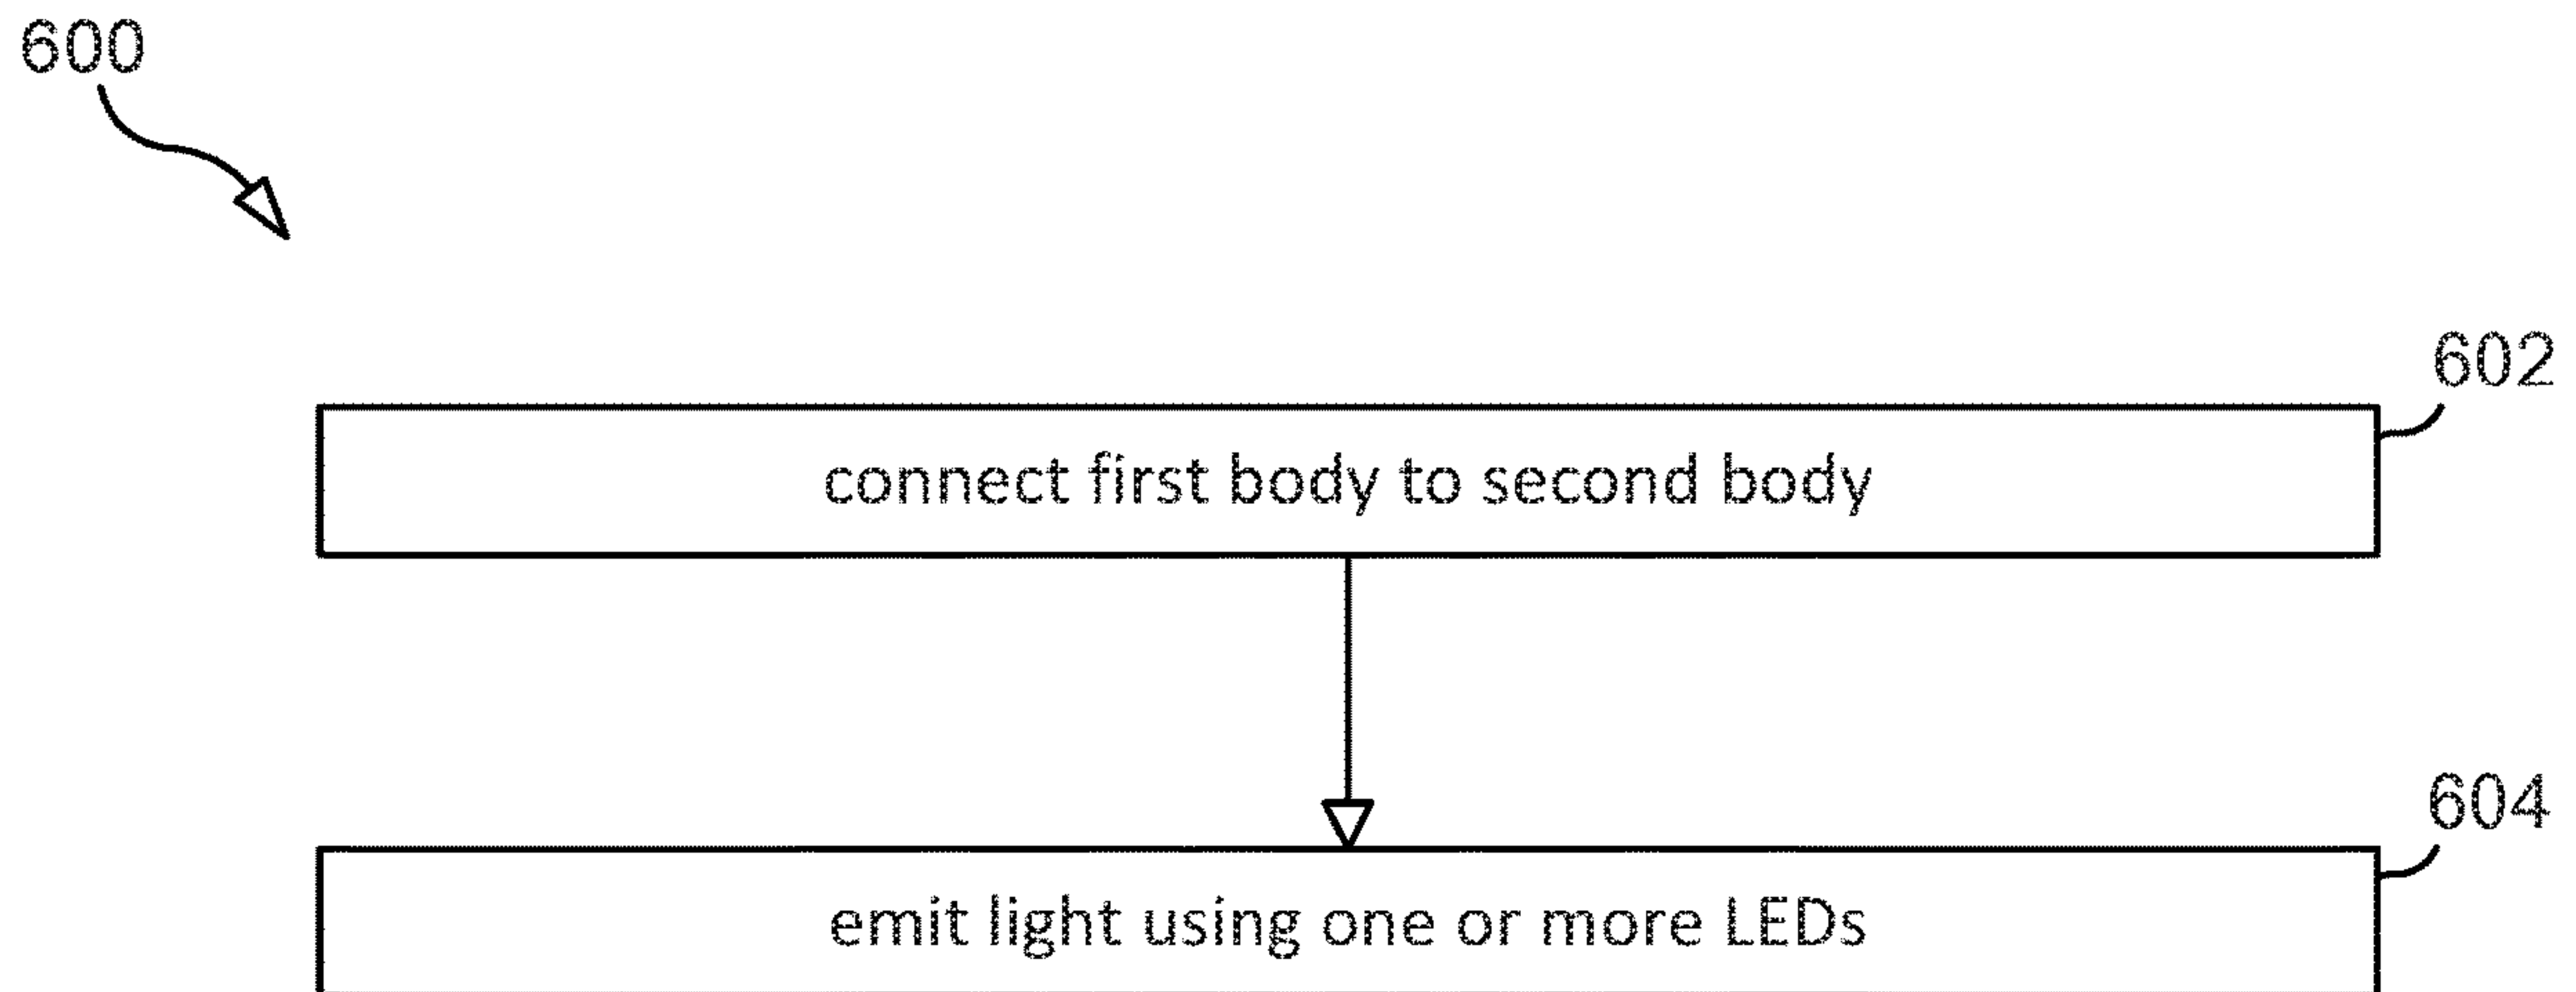 600
602
connect first body to second body
604
emit light using one or more LEDs